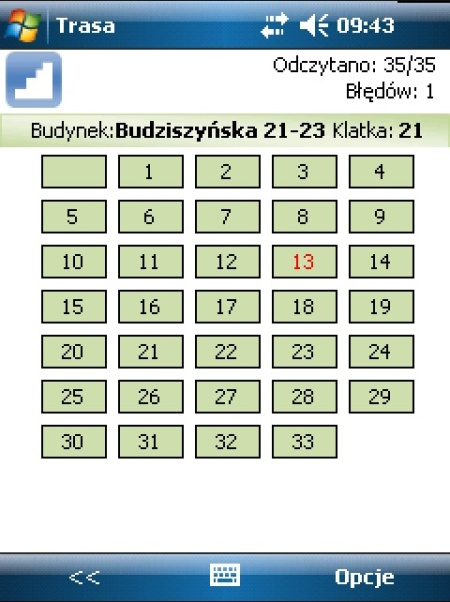 Trasa 09:43
Odczytano: 35/35
Błędów: 1
Budynek:Budziszyńska 21-23 Klatka: 21
1 2 3 4
5 6 7 8 9
10 11 12 13 14
15 16 17 18 19
20 21 22 23 24
25 26 27 28 29
30 31 32 33
<< Opcje